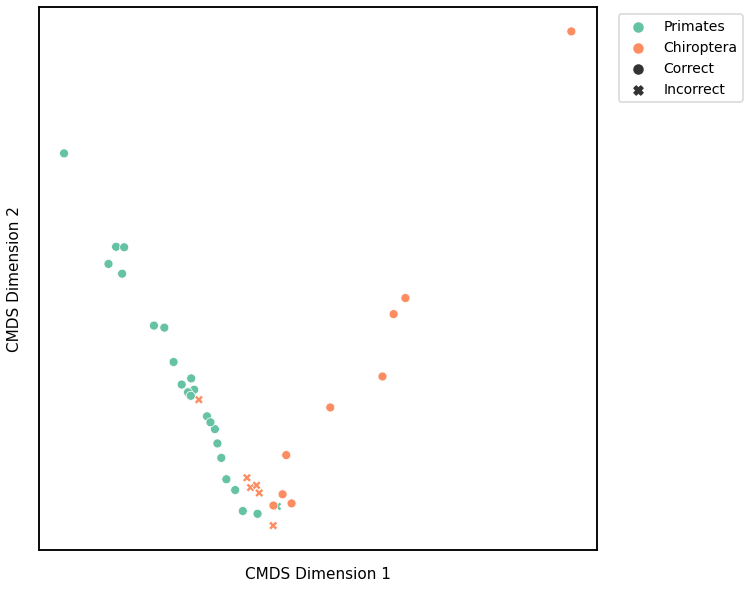 Primates
Chiroptera
Correct
Incorrect
CMDS Dimension 2
CMDS Dimension 1